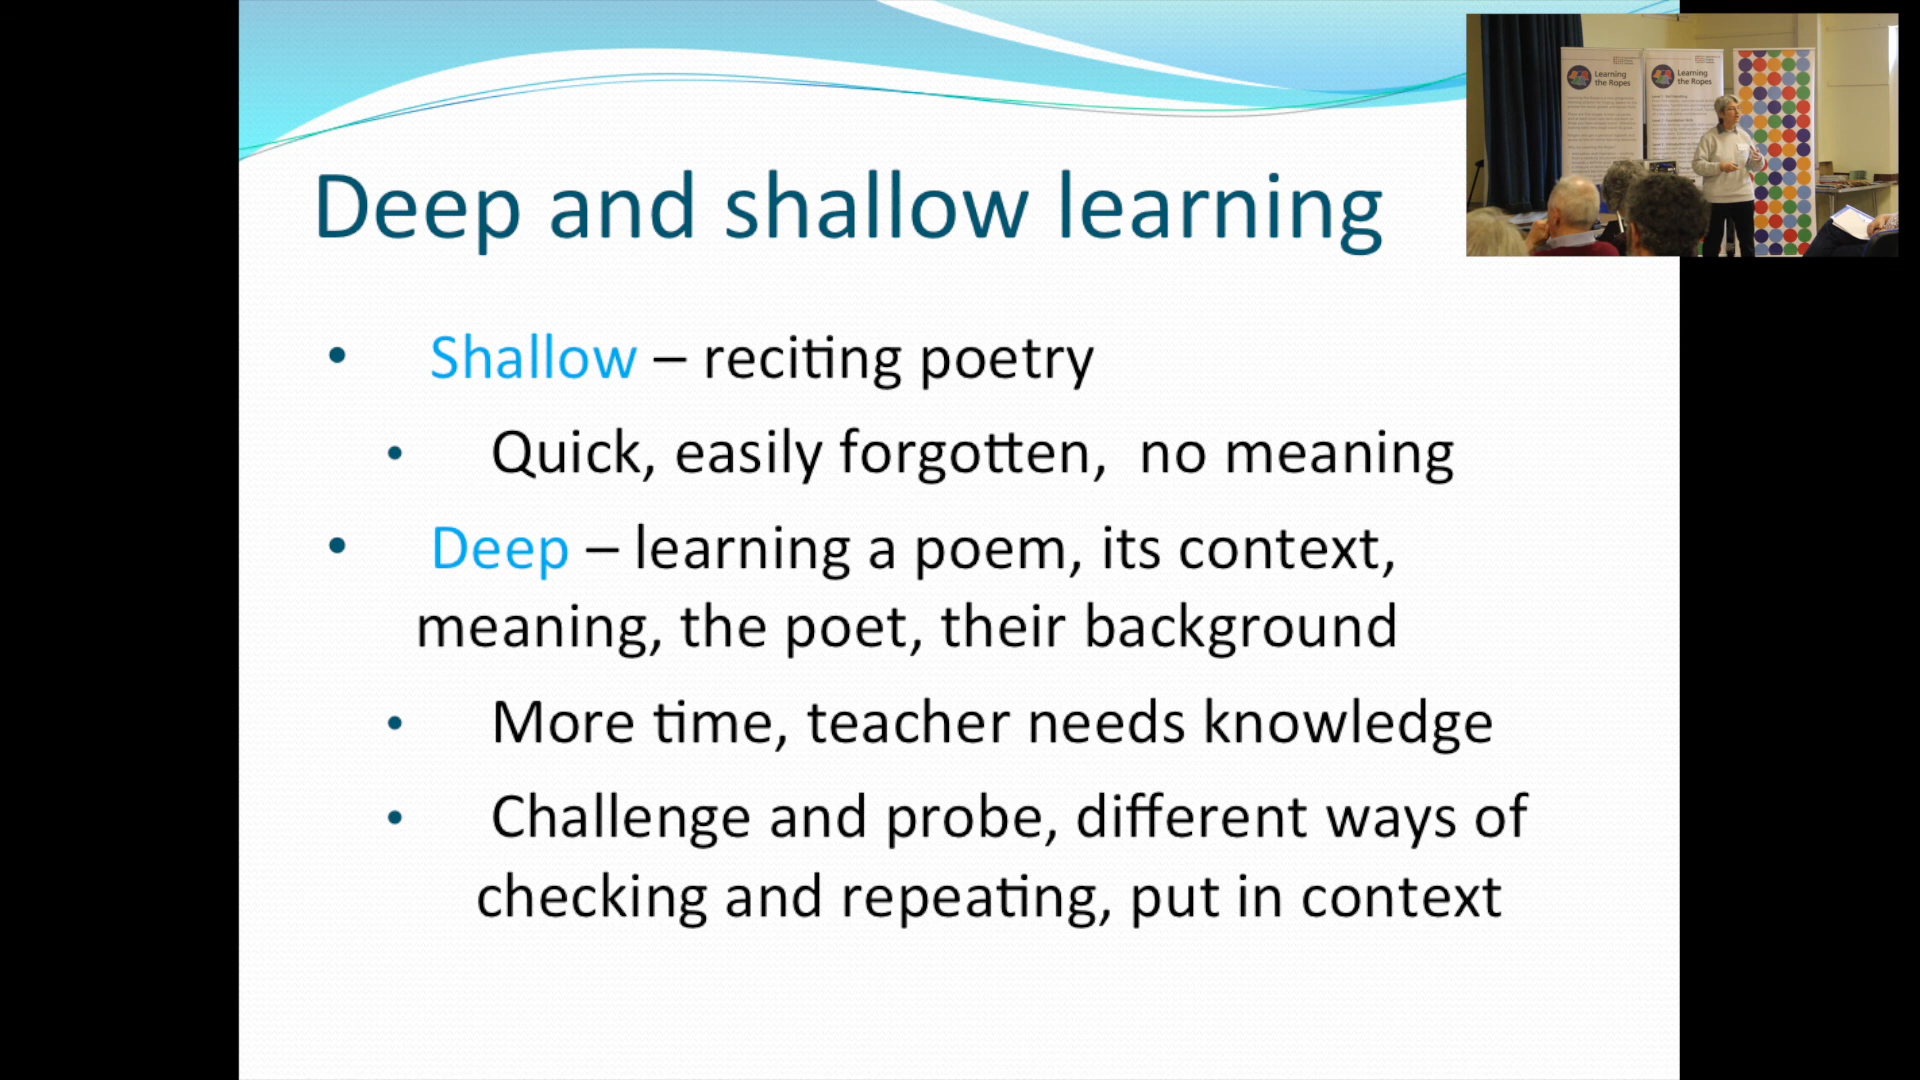 Deep and shallow learning
• Shallow – reciting poetry
• Quick, easily forgotten, no meaning
• Deep – learning a poem, its context,
meaning, the poet, their background
• More time, teacher needs knowledge
• Challenge and probe, different ways of
checking and repeating, put in context
Learning
the Ropes
Learning
the Ropes